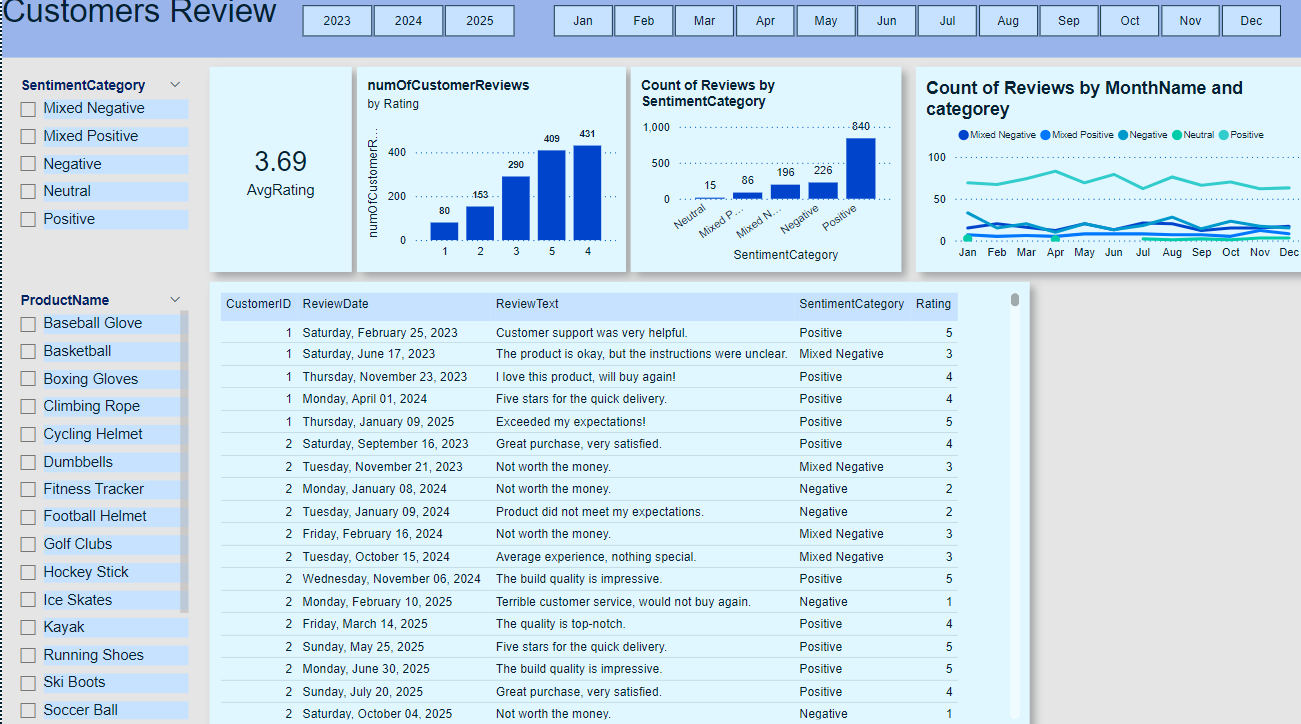 Customers Review
2023 2024 2025 Jan Feb Mar Apr May Jun Jul Aug Sep Oct Nov Dec
SentimentCategory
Mixed Negative
Mixed Positive
Negative
Neutral
Positive
3.69
AvgRating
numOfCustomerReviews
by Rating
numOfCustomerR...
400
200
0
80 153 290 409 431
1 2 3 5 4
Count of Reviews by
SentimentCategory
1,000
500
0
15 86 196 226 840
Neutral Mixed P... Mixed N... Negative Positive
SentimentCategory
Count of Reviews by MonthName and
categorey
Mixed Negative Mixed Positive Negative Neutral Positive
100
50
0
Jan Feb Mar Apr May Jun Jul Aug Sep Oct Nov Dec
ProductName
Baseball Glove
Basketball
Boxing Gloves
Climbing Rope
Cycling Helmet
Dumbbells
Fitness Tracker
Football Helmet
Golf Clubs
Hockey Stick
Ice Skates
Kayak
Running Shoes
Ski Boots
Soccer Ball
CustomerID ReviewDate ReviewText SentimentCategory Rating
1 Saturday, February 25, 2023 Customer support was very helpful. Positive 5
1 Saturday, June 17, 2023 The product is okay, but the instructions were unclear. Mixed Negative 3
1 Thursday, November 23, 2023 I love this product, will buy again! Positive 4
1 Monday, April 01, 2024 Five stars for the quick delivery. Positive 4
1 Thursday, January 09, 2025 Exceeded my expectations! Positive 5
2 Saturday, September 16, 2023 Great purchase, very satisfied. Positive 4
2 Tuesday, November 21, 2023 Not worth the money. Mixed Negative 3
2 Monday, January 08, 2024 Not worth the money. Negative 2
2 Tuesday, January 09, 2024 Product did not meet my expectations. Negative 2
2 Friday, February 16, 2024 Not worth the money. Mixed Negative 3
2 Tuesday, October 15, 2024 Average experience, nothing special. Mixed Negative 3
2 Wednesday, November 06, 2024 The build quality is impressive. Positive 5
2 Monday, February 10, 2025 Terrible customer service, would not buy again. Negative 1
2 Friday, March 14, 2025 The quality is top-notch. Positive 4
2 Sunday, May 25, 2025 Five stars for the quick delivery. Positive 5
2 Monday, June 30, 2025 The build quality is impressive. Positive 5
2 Sunday, July 20, 2025 Great purchase, very satisfied. Positive 4
2 Saturday, October 04, 2025 Not worth the money. Negative 1